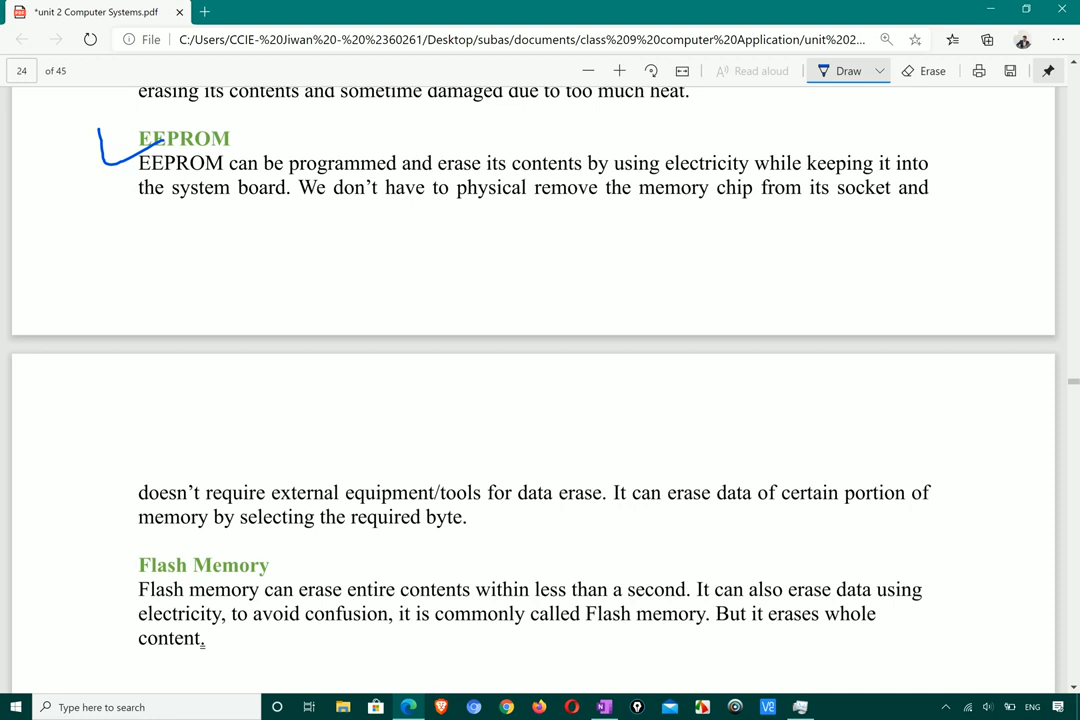 *unit 2 Computer Systems.pdf
File
C:/Users/CCIE-%20Jiwan%20-%20%2360261/Desktop/subas/documents/class%209%20computer%20Application/unit%202...
24 of 45
Read aloud
Draw
Erase
erasing its contents and sometime damaged due to too much heat.
EEPROM
EEPROM can be programmed and erase its contents by using electricity while keeping it into
the system board. We don’t have to physical remove the memory chip from its socket and
doesn’t require external equipment/tools for data erase. It can erase data of certain portion of
memory by selecting the required byte.
Flash Memory
Flash memory can erase entire contents within less than a second. It can also erase data using
electricity, to avoid confusion, it is commonly called Flash memory. But it erases whole
content.
Type here to search
ENG